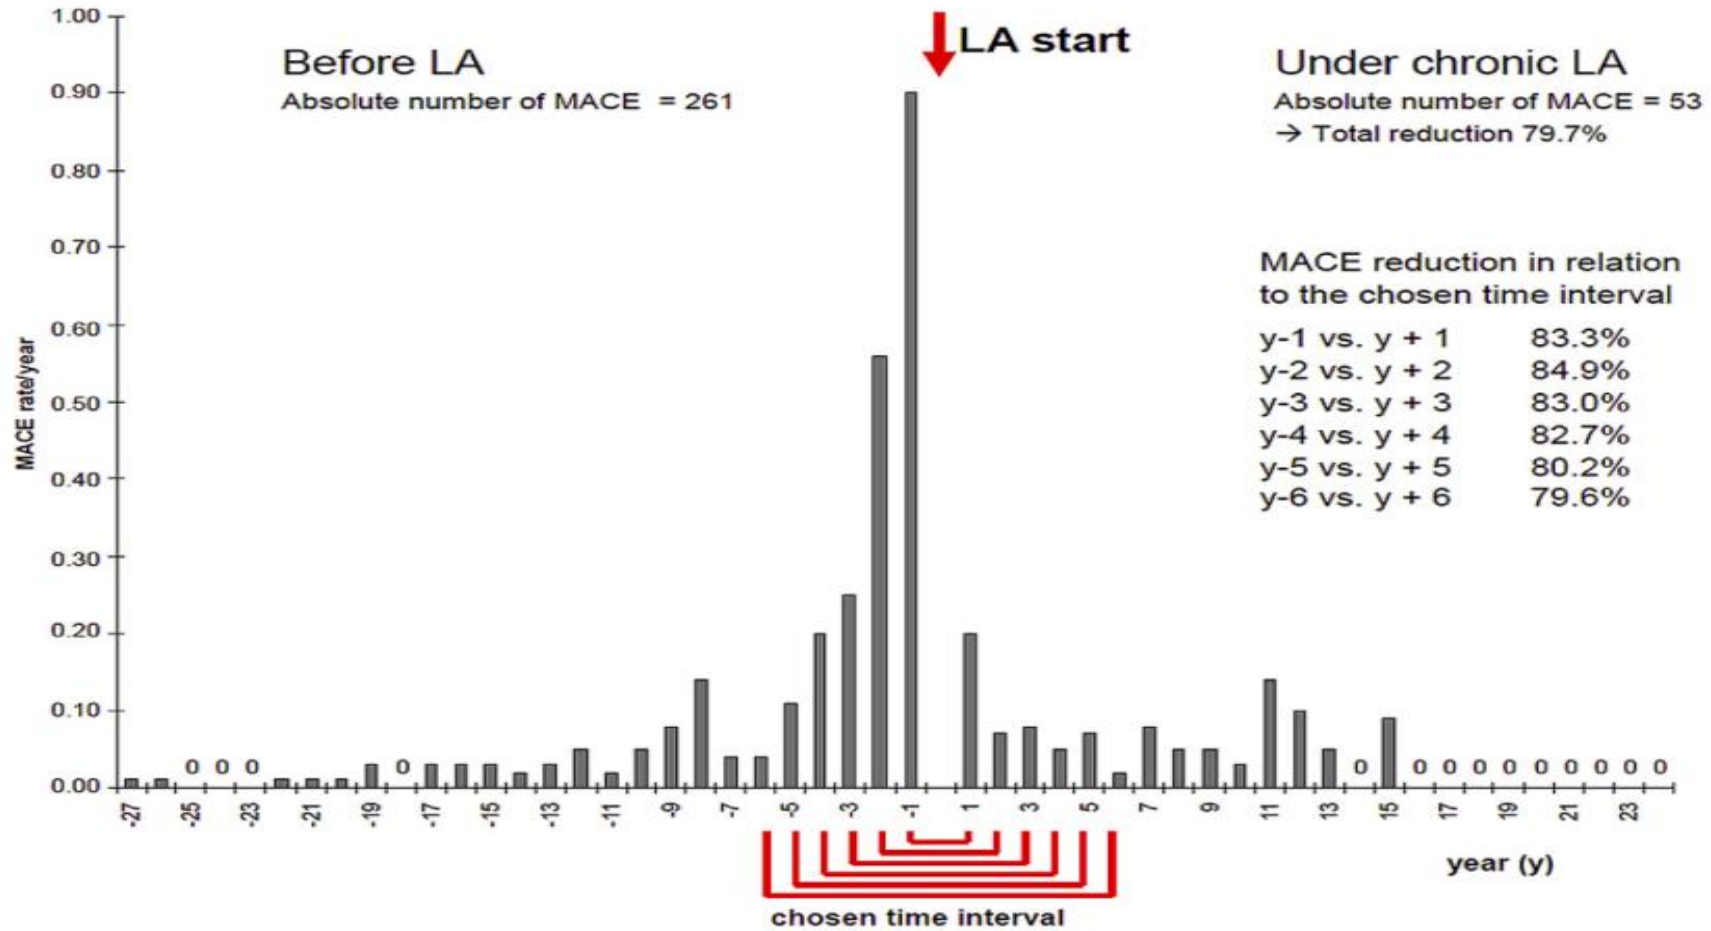 LA start
Before LA
Absolute number of MACE = 261
Under chronic LA
Absolute number of MACE = 53
→ Total reduction 79.7%
MACE reduction in relation
to the chosen time interval
y-1 vs. y + 1 83.3%
y-2 vs. y + 2 84.9%
y-3 vs. y + 3 83.0%
y-4 vs. y + 4 82.7%
y-5 vs. y + 5 80.2%
y-6 vs. y + 6 79.6%
MACE rate/year
1.00
0.90
0.80
0.70
0.60
0.50
0.40
0.30
0.20
0.10
0.00
0 0 0 0 0 0 0 0 0 0 0 0 0 0
-27 -25 -23 -21 -19 -17 -15 -13 -11 -9 -7 -5 -3 -1 1 3 5 7 9 11 13 15 17 19 21 23
year (y)
chosen time interval